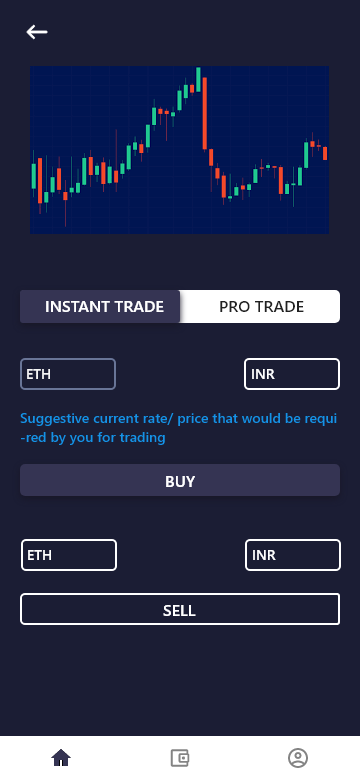 INSTANT TRADE
PRO TRADE
ETH
INR
Suggestive current rate/ price that would be requi
-red by you for trading
BUY
ETH
INR
SELL